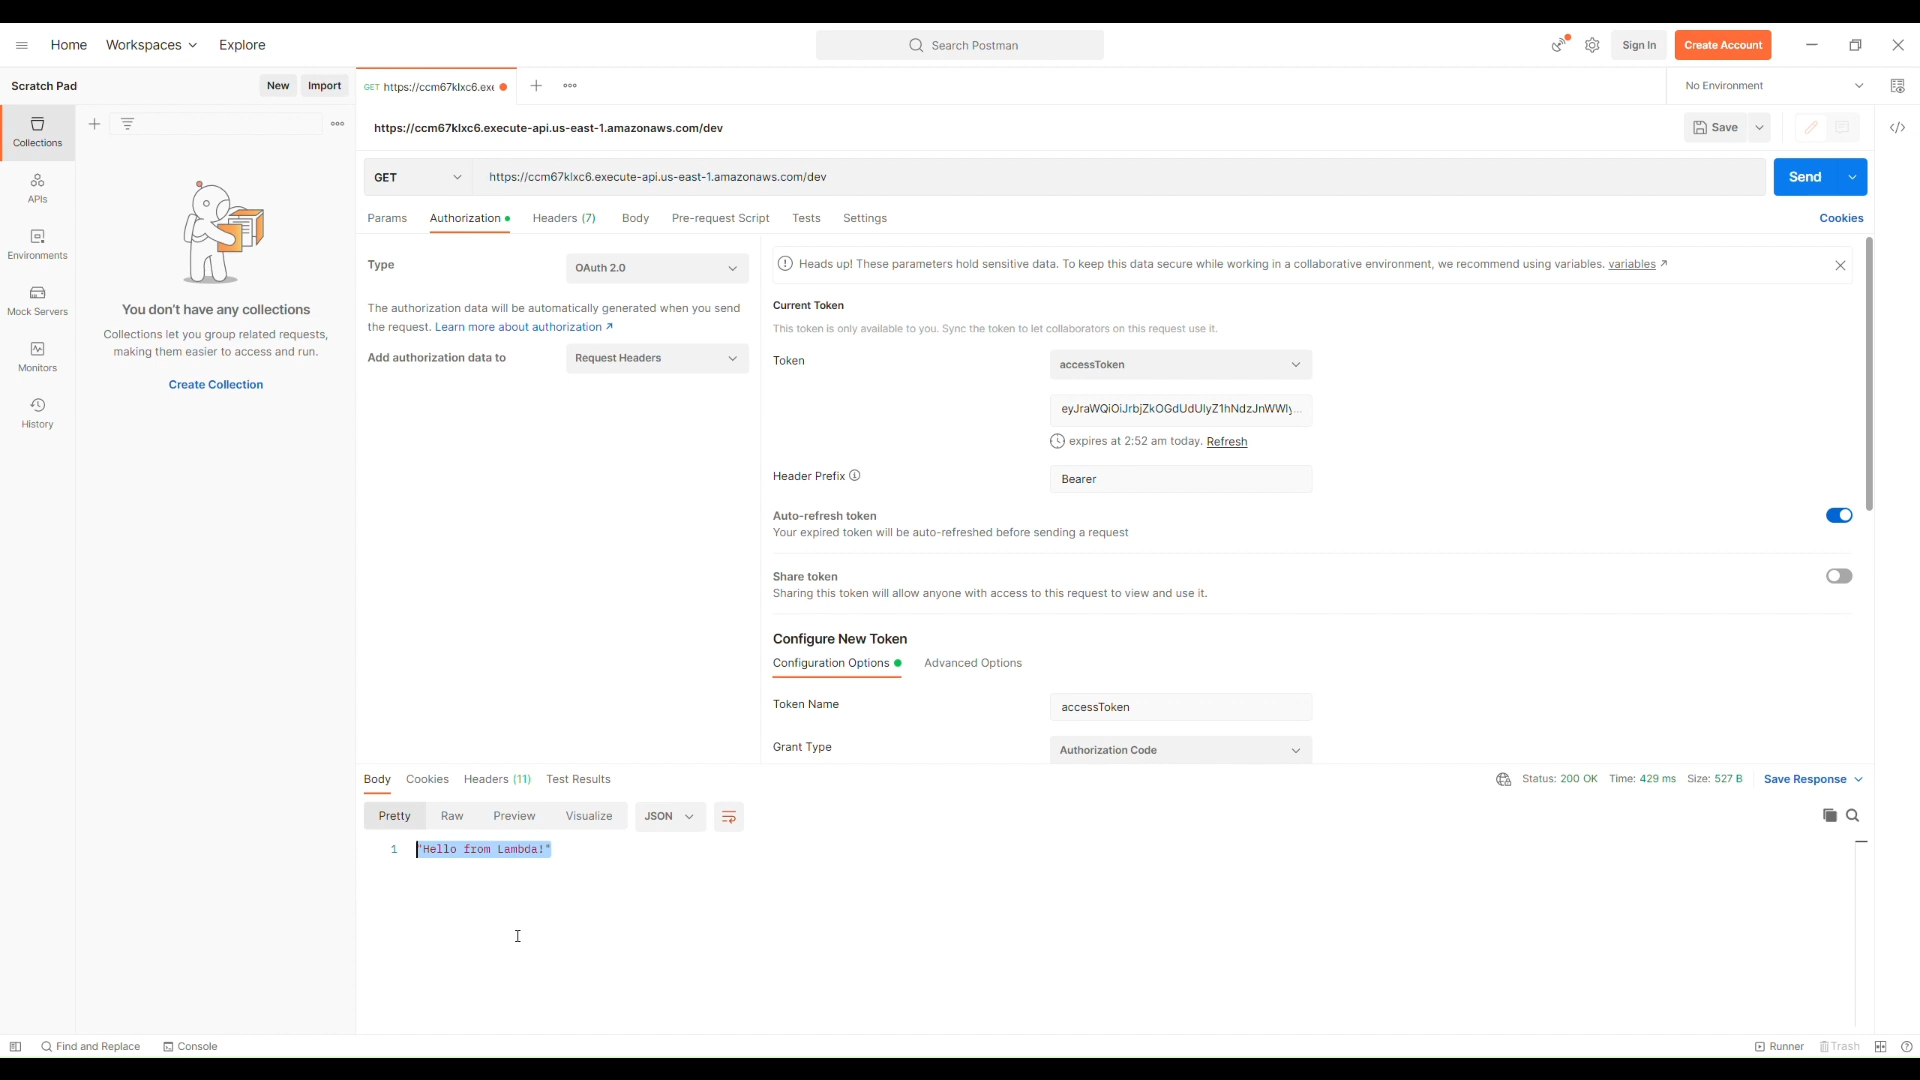 Home Workspaces Explore
Search Postman
Sign In Create Account
Scratch Pad
New Import
GET https://ccm67klxc6.exe
No Environment
Collections
APIs
Environments
Mock Servers
Monitors
History
You don't have any collections
Collections let you group related requests,
making them easier to access and run.
Create Collection
https://ccm67klxc6.execute-api.us-east-1.amazonaws.com/dev
Save
GET https://ccm67klxc6.execute-api.us-east-1.amazonaws.com/dev
Send
Params Authorization Headers (7) Body Pre-request Script Tests Settings
Cookies
Type OAuth 2.0
The authorization data will be automatically generated when you send
the request. Learn more about authorization ↗
Add authorization data to Request Headers
Heads up! These parameters hold sensitive data. To keep this data secure while working in a collaborative environment, we recommend using variables. variables ↗
Current Token
This token is only available to you. Sync the token to let collaborators on this request use it.
Token accessToken
expires at 2:52 am today. Refresh
Header Prefix Bearer
Auto-refresh token
Your expired token will be auto-refreshed before sending a request
Share token
Sharing this token will allow anyone with access to this request to view and use it.
Configure New Token
Configuration Options Advanced Options
Token Name accessToken
Grant Type Authorization Code
Body Cookies Headers (11) Test Results
Status: 200 OK Time: 429 ms Size: 527 B Save Response
Pretty Raw Preview Visualize JSON
1 "Hello from Lambda!"
Find and Replace Console
Runner Trash